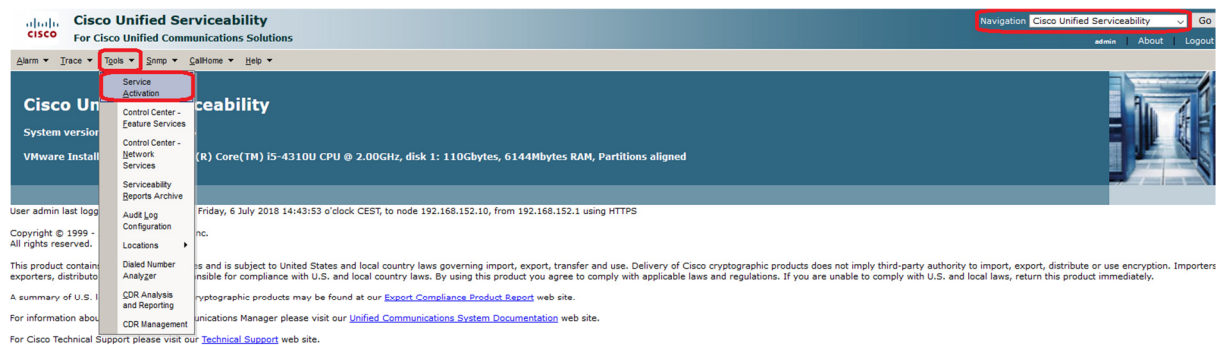 CISCO
Cisco Unified Serviceability
For Cisco Unified Communications Solutions
Navigation Cisco Unified Serviceability Go
admin About Logout
Alarm Trace Tools Snmp CallHome Help
Service
Activation
Control Center -
Feature Services
Control Center -
Network
Services
Serviceability
Reports Archive
Audit Log
Configuration
Locations
Dialed Number
Analyzer
CDR Analysis
and Reporting
CDR Management
Cisco Un ceability
System version
VMware Install (R) Core(TM) i5-4310U CPU @ 2.00GHz, disk 1: 110Gbytes, 6144Mbytes RAM, Partitions aligned
User admin last logg Friday, 6 July 2018 14:43:53 o'clock CEST, to node 192.168.152.10, from 192.168.152.1 using HTTPS
Copyright © 1999 - nc.
All rights reserved.
This product contain es and is subject to United States and local country laws governing import, export, transfer and use. Delivery of Cisco cryptographic products does not imply third-party authority to import, export, distribute or use encryption. Importers
exporters, distributo nsible for compliance with U.S. and local country laws. By using this product you agree to comply with applicable laws and regulations. If you are unable to comply with U.S. and local laws, return this product immediately.
A summary of U.S. l ryptographic products may be found at our Export Compliance Product Report web site.
For information abou unications Manager please visit our Unified Communications System Documentation web site.
For Cisco Technical Support please visit our Technical Support web site.